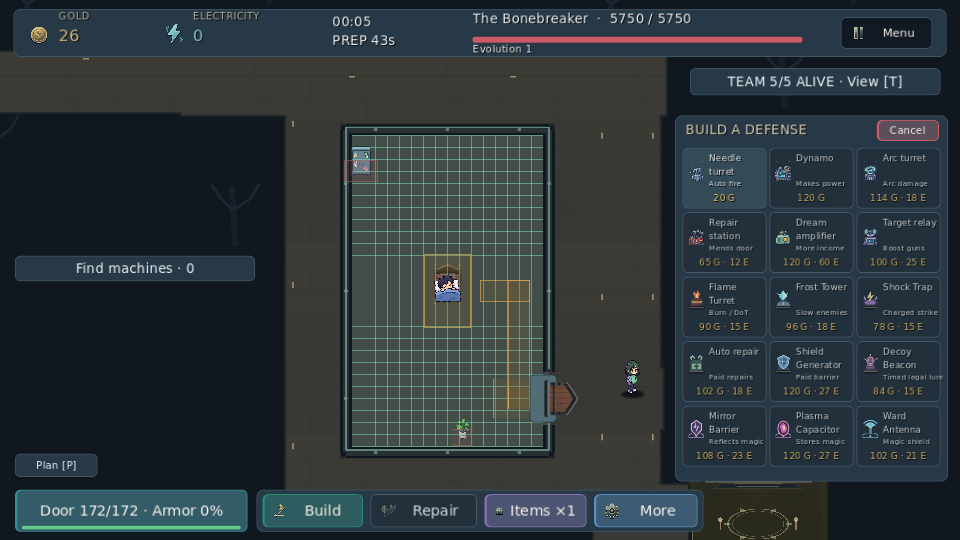 GOLD
26
ELECTRICITY
0
00:05
PREP 43s
The Bonebreaker · 5750 / 5750
Evolution 1
Menu
TEAM 5/5 ALIVE · View [T]
BUILD A DEFENSE
Cancel
Needle turret
Auto fire
20 G
Dynamo
Makes power
120 G
Arc turret
Arc damage
114 G · 18 E
Repair station
Mends door
65 G · 12 E
Dream amplifier
More income
120 G · 60 E
Target relay
Boost guns
100 G · 25 E
Flame Turret
Burn / DoT
90 G · 15 E
Frost Tower
Slow enemies
96 G · 18 E
Shock Trap
Charged strike
78 G · 15 E
Auto repair
Paid repairs
102 G · 18 E
Shield Generator
Paid barrier
120 G · 27 E
Decoy Beacon
Timed legal lure
84 G · 15 E
Mirror Barrier
Reflects magic
108 G · 23 E
Plasma Capacitor
Stores magic
120 G · 27 E
Ward Antenna
Magic shield
102 G · 21 E
Find machines · 0
Plan [P]
Door 172/172 · Armor 0%
Build
Repair
Items ×1
More